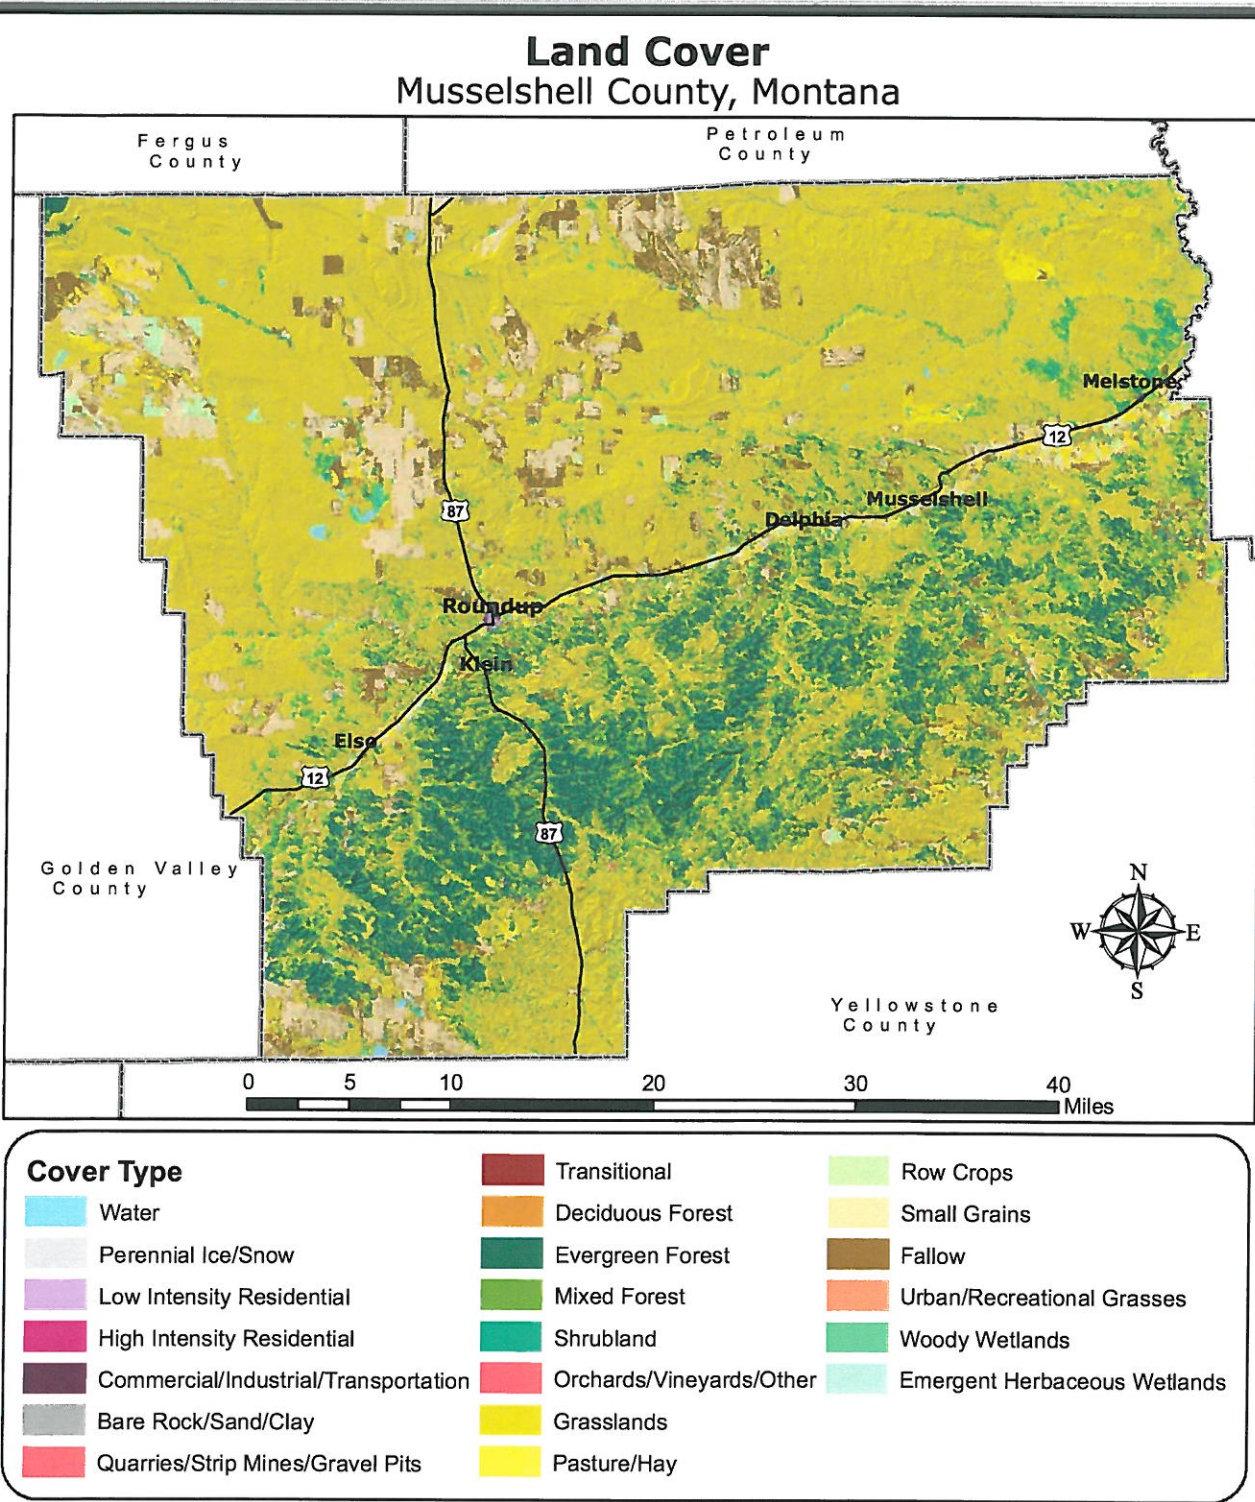 Land Cover
Musselshell County, Montana
Fergus
County
Petroleum
County
Melstone
12
Musselshell
Delphia
87
Roundup
Klein
Elso
12
87
Golden Valley
County
N
W
E
S
Yellowstone
County
0 5 10 20 30 40
Miles
Cover Type
Water
Perennial Ice/Snow
Low Intensity Residential
High Intensity Residential
Commercial/Industrial/Transportation
Bare Rock/Sand/Clay
Quarries/Strip Mines/Gravel Pits
Transitional
Deciduous Forest
Evergreen Forest
Mixed Forest
Shrubland
Orchards/Vineyards/Other
Grasslands
Pasture/Hay
Row Crops
Small Grains
Fallow
Urban/Recreational Grasses
Woody Wetlands
Emergent Herbaceous Wetlands